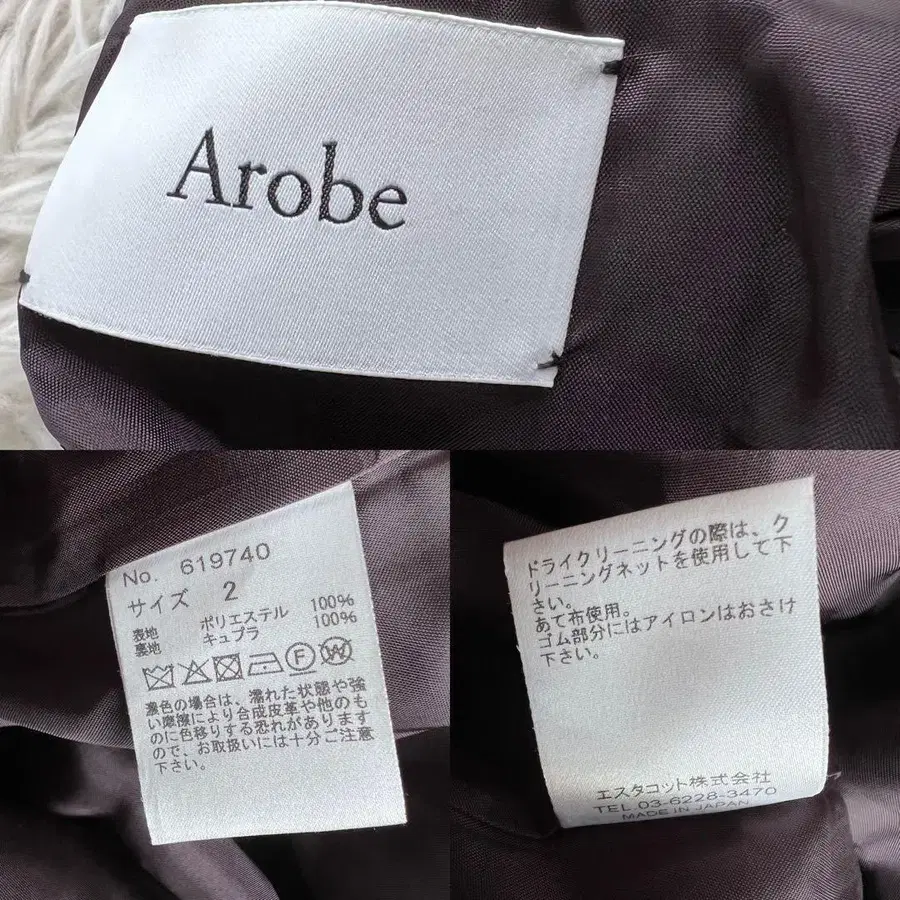 Arobe
No. 619740
サイズ 2
表地 ポリエステル 100%
裏地 キュプラ 100%
F W
濃色の場合は、濡れた状態や強
い摩擦により合成皮革や他のも
のに色移りする恐れがあります
ので、お取扱いには十分ご注意
下さい。
ドライクリーニングの際は、ク
リーニングネットを使用して下
さい。
あて布使用。
ゴム部分にはアイロンはおさけ
下さい。
エスタコット株式会社
TEL.03-6228-3470
MADE IN JAPAN